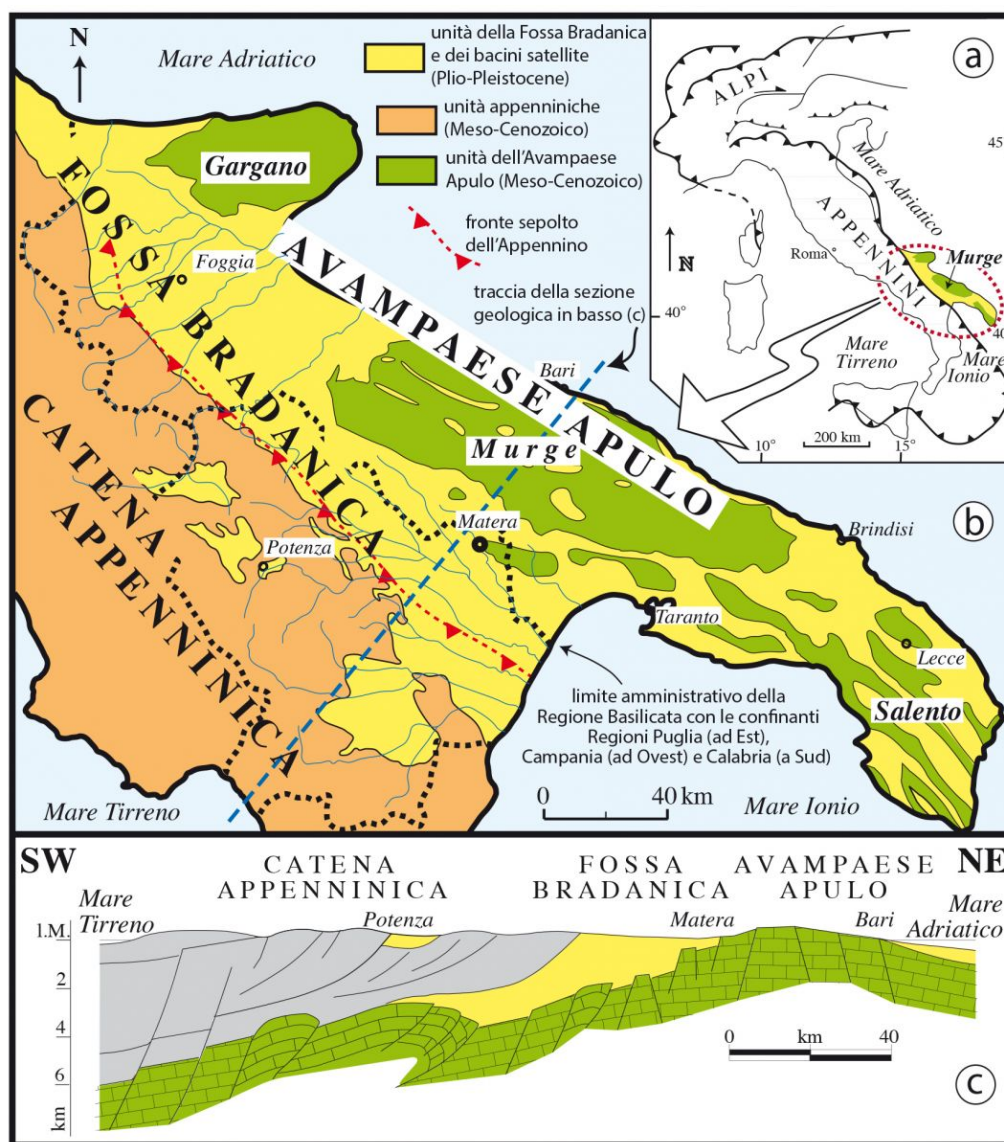 N
Mare Adriatico
unità della Fossa Bradanica
e dei bacini satellite
(Plio-Pleistocene)
unità appenniniche
(Meso-Cenozoico)
unità dell'Avampaese
Apulo (Meso-Cenozoico)
fronte sepolto
dell'Appennino
traccia della sezione
geologica in basso (c)
Gargano
FOSSA BRADANICA
Foggia
AVAMPAESE APULO
Bari
Murge
CATENA
APPENNINICA
Matera
Potenza
Brindisi
Taranto
Lecce
Salento
limite amministrativo della
Regione Basilicata con le confinanti
Regioni Puglia (ad Est),
Campania (ad Ovest) e Calabria (a Sud)
0 40 km
Mare Tirreno
Mare Ionio
b
a
ALPI
45
Mare Adriatico
APPENNINI
Roma
Murge
N
40°
40
Mare
Tirreno
Mare
Ionio
200 km
10° 15°
SW
CATENA
APPENNINICA
FOSSA
BRADANICA
AVAMPAESE
APULO
NE
Mare
Tirreno
Potenza
Matera
Bari
Mare
Adriatico
l.M.
2
4
6
km
0 km 40
c